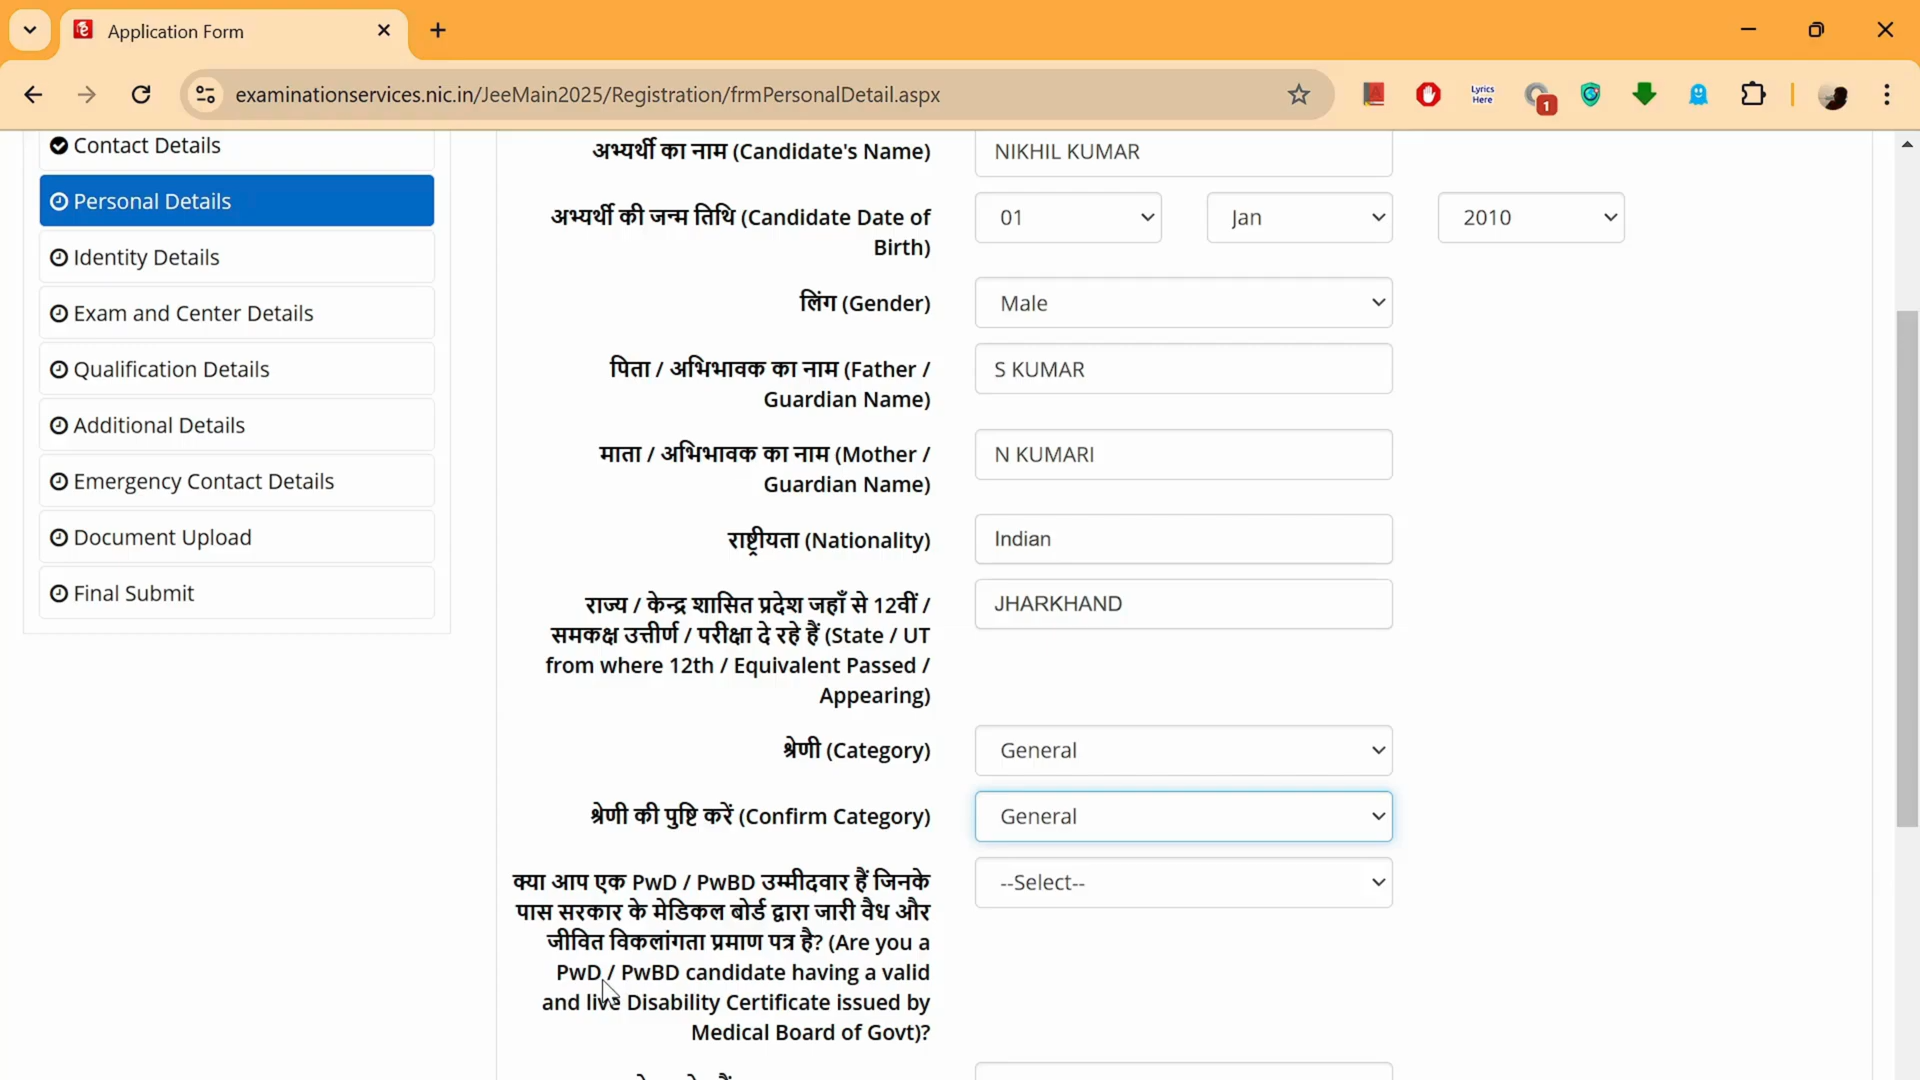 Application Form
examinationservices.nic.in/JeeMain2025/Registration/frmPersonalDetail.aspx
Lyrics
Here
1
Contact Details
Personal Details
Identity Details
Exam and Center Details
Qualification Details
Additional Details
Emergency Contact Details
Document Upload
Final Submit
अभ्यर्थी का नाम (Candidate's Name)
NIKHIL KUMAR
अभ्यर्थी की जन्म तिथि (Candidate Date of
Birth)
01
Jan
2010
लिंग (Gender)
Male
पिता / अभिभावक का नाम (Father /
Guardian Name)
S KUMAR
माता / अभिभावक का नाम (Mother /
Guardian Name)
N KUMARI
राष्ट्रीयता (Nationality)
Indian
राज्य / केन्द्र शासित प्रदेश जहाँ से 12वीं /
समकक्ष उत्तीर्ण / परीक्षा दे रहे हैं (State / UT
from where 12th / Equivalent Passed /
Appearing)
JHARKHAND
श्रेणी (Category)
General
श्रेणी की पुष्टि करें (Confirm Category)
General
क्या आप एक PwD / PwBD उम्मीदवार हैं जिनके
पास सरकार के मेडिकल बोर्ड द्वारा जारी वैध और
जीवित विकलांगता प्रमाण पत्र है? (Are you a
PwD / PwBD candidate having a valid
and live Disability Certificate issued by
Medical Board of Govt)?
--Select--